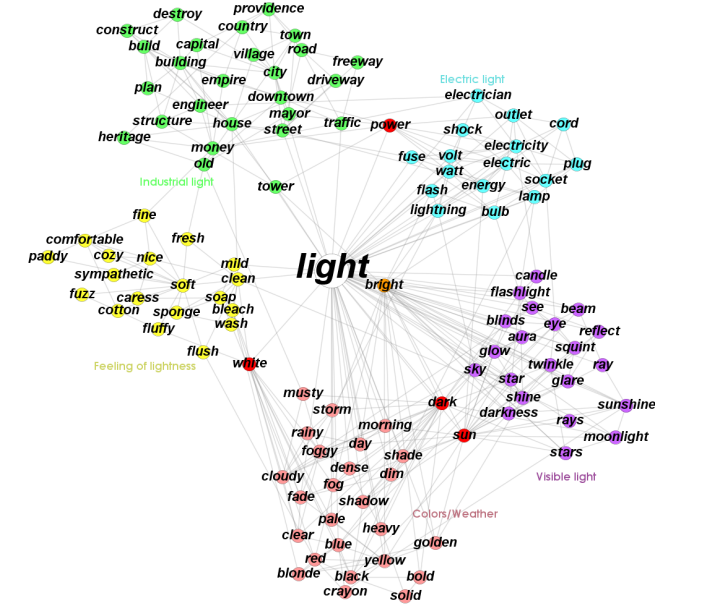 providence
destroy
country
construct
town
build
capital
village
road
building
freeway
city
empire
driveway
plan
downtown
engineer
mayor
structure
house
street
traffic
power
heritage
money
old
Industrial light
tower
Electric light
electrician
outlet
cord
shock
electricity
fuse
volt
electric
plug
watt
socket
flash
energy
lamp
lightning
bulb
fine
fresh
comfortable
paddy
cozy
nice
mild
sympathetic
clean
soft
fuzz
caress
soap
cotton
sponge
bleach
fluffy
wash
flush
Feeling of lightness
white
light
bright
candle
flashlight
see
beam
blinds
eye
reflect
aura
glow
squint
sky
twinkle
ray
star
glare
shine
darkness
sunshine
rays
moonlight
stars
Visible light
dark
sun
musty
storm
rainy
morning
foggy
day
shade
cloudy
dense
dim
fog
fade
shadow
Colors/Weather
pale
heavy
clear
blue
golden
red
yellow
blonde
black
bold
crayon
solid